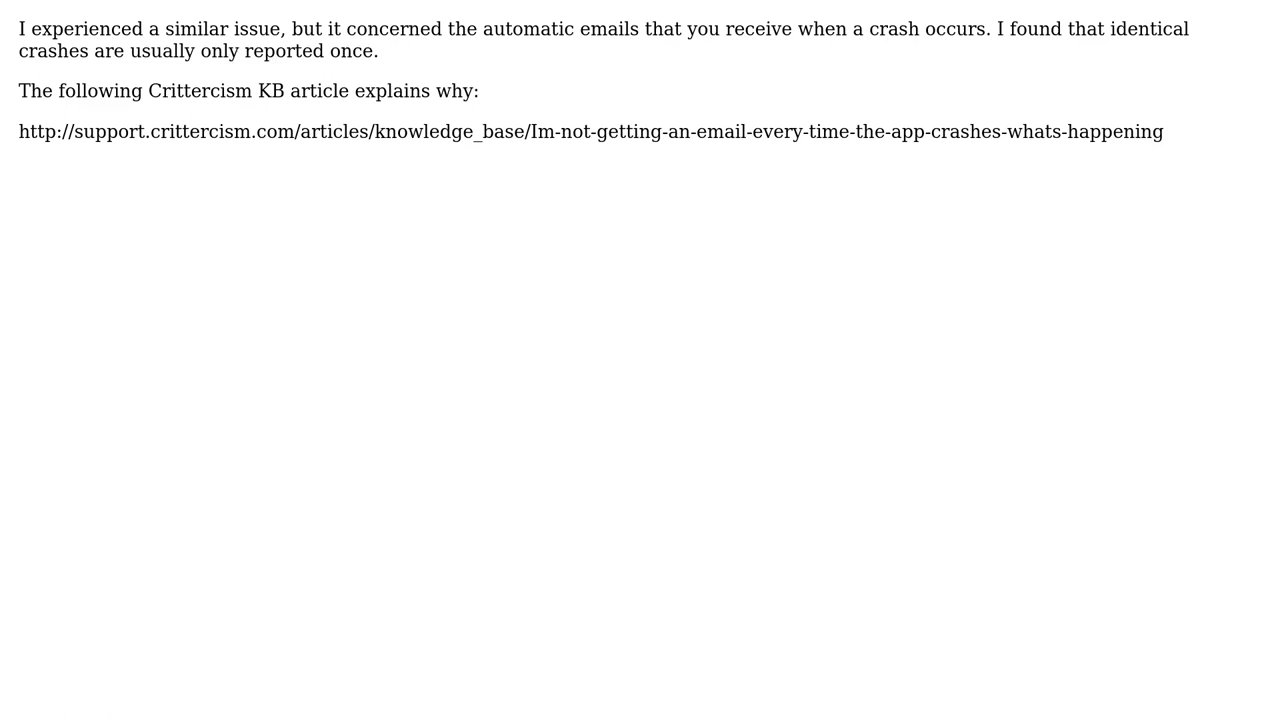 I experienced a similar issue, but it concerned the automatic emails that you receive when a crash occurs. I found that identical
crashes are usually only reported once.
The following Crittercism KB article explains why:
http://support.crittercism.com/articles/knowledge_base/Im-not-getting-an-email-every-time-the-app-crashes-whats-happening